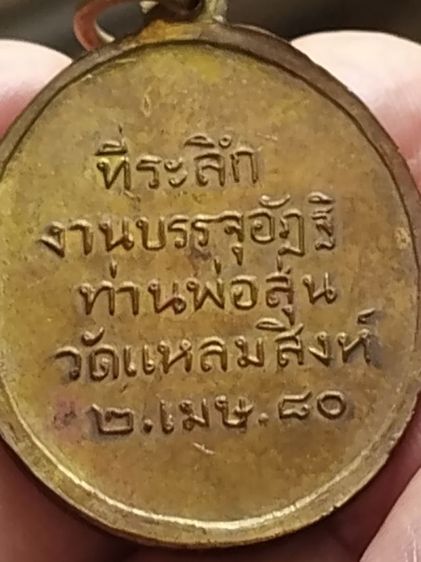 ที่ระลึก
งานบรรจุอัฏฐิ
ท่านพ่อสุ่น
วัดแหลมสิงห์
๒.เมษ.๘๐